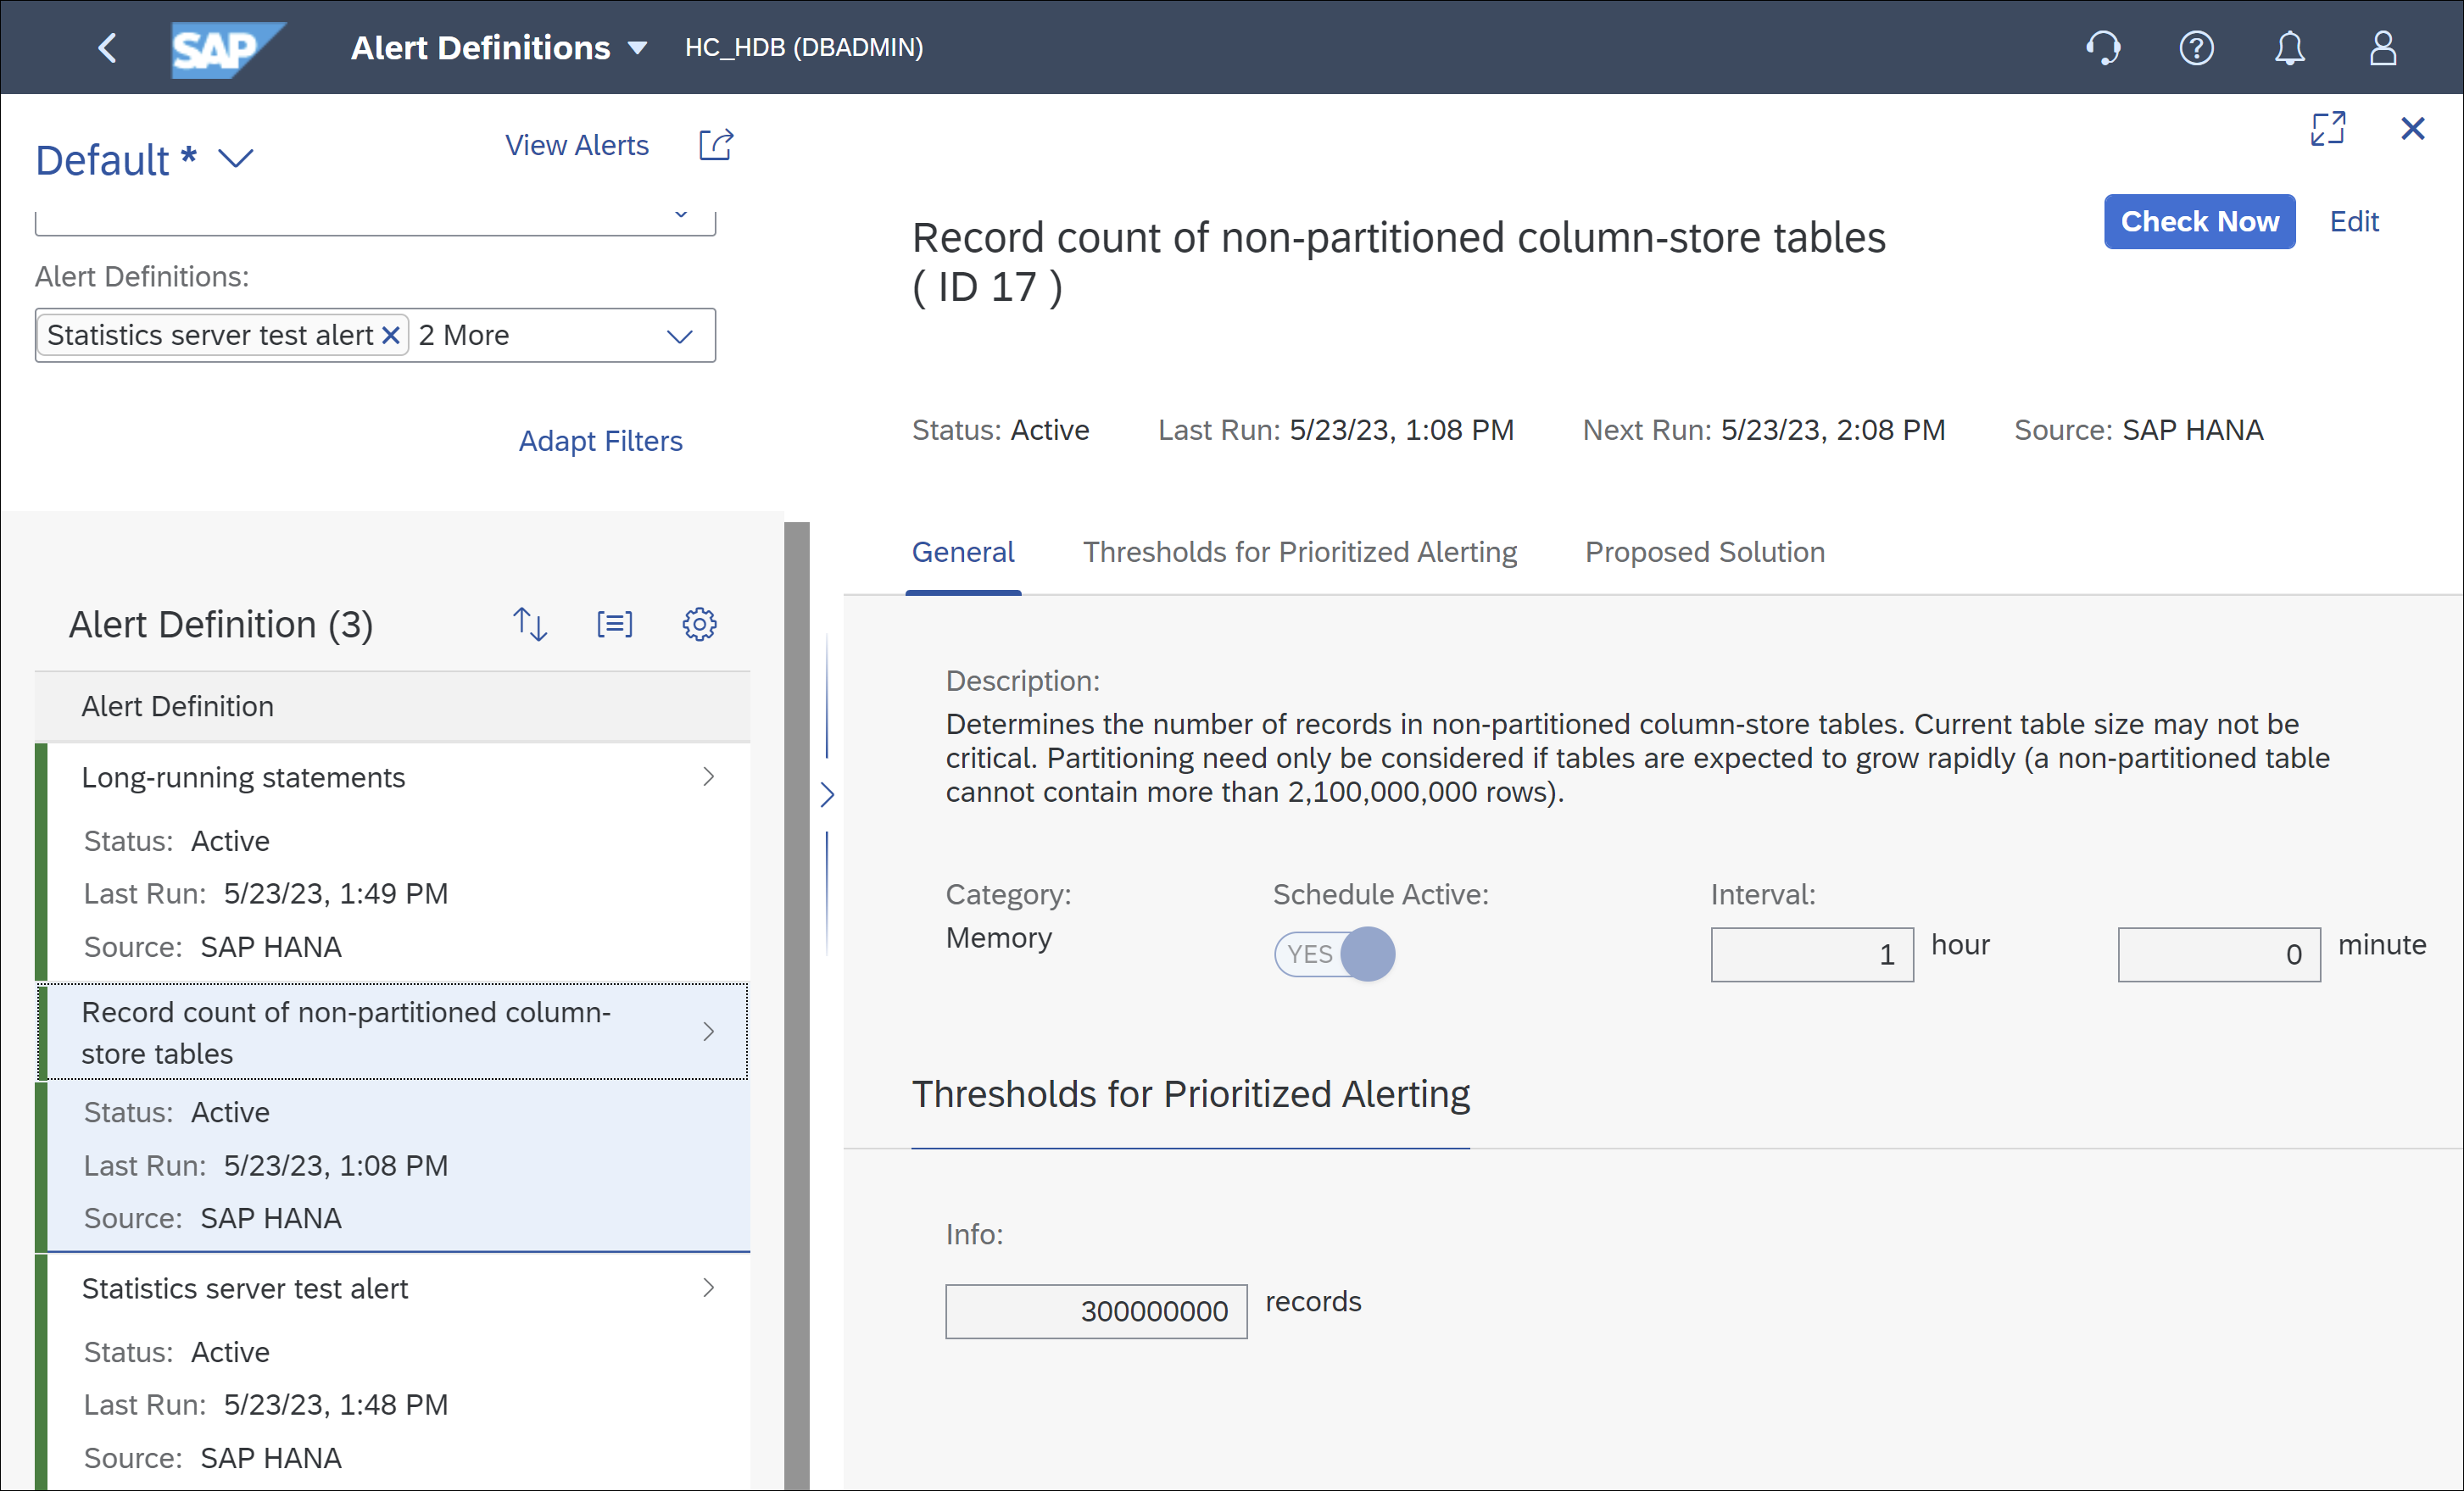 SAP Alert Definitions HC_HDB (DBADMIN)
Default *
View Alerts
Alert Definitions:
Statistics server test alert 2 More
Adapt Filters
Alert Definition (3)
Alert Definition
Long-running statements
Status: Active
Last Run: 5/23/23, 1:49 PM
Source: SAP HANA
Record count of non-partitioned column-
store tables
Status: Active
Last Run: 5/23/23, 1:08 PM
Source: SAP HANA
Statistics server test alert
Status: Active
Last Run: 5/23/23, 1:48 PM
Source: SAP HANA
Check Now Edit
Record count of non-partitioned column-store tables
( ID 17 )
Status: Active Last Run: 5/23/23, 1:08 PM Next Run: 5/23/23, 2:08 PM Source: SAP HANA
General Thresholds for Prioritized Alerting Proposed Solution
Description:
Determines the number of records in non-partitioned column-store tables. Current table size may not be
critical. Partitioning need only be considered if tables are expected to grow rapidly (a non-partitioned table
cannot contain more than 2,100,000,000 rows).
Category: Schedule Active: Interval:
Memory YES 1 hour 0 minute
Thresholds for Prioritized Alerting
Info:
300000000 records